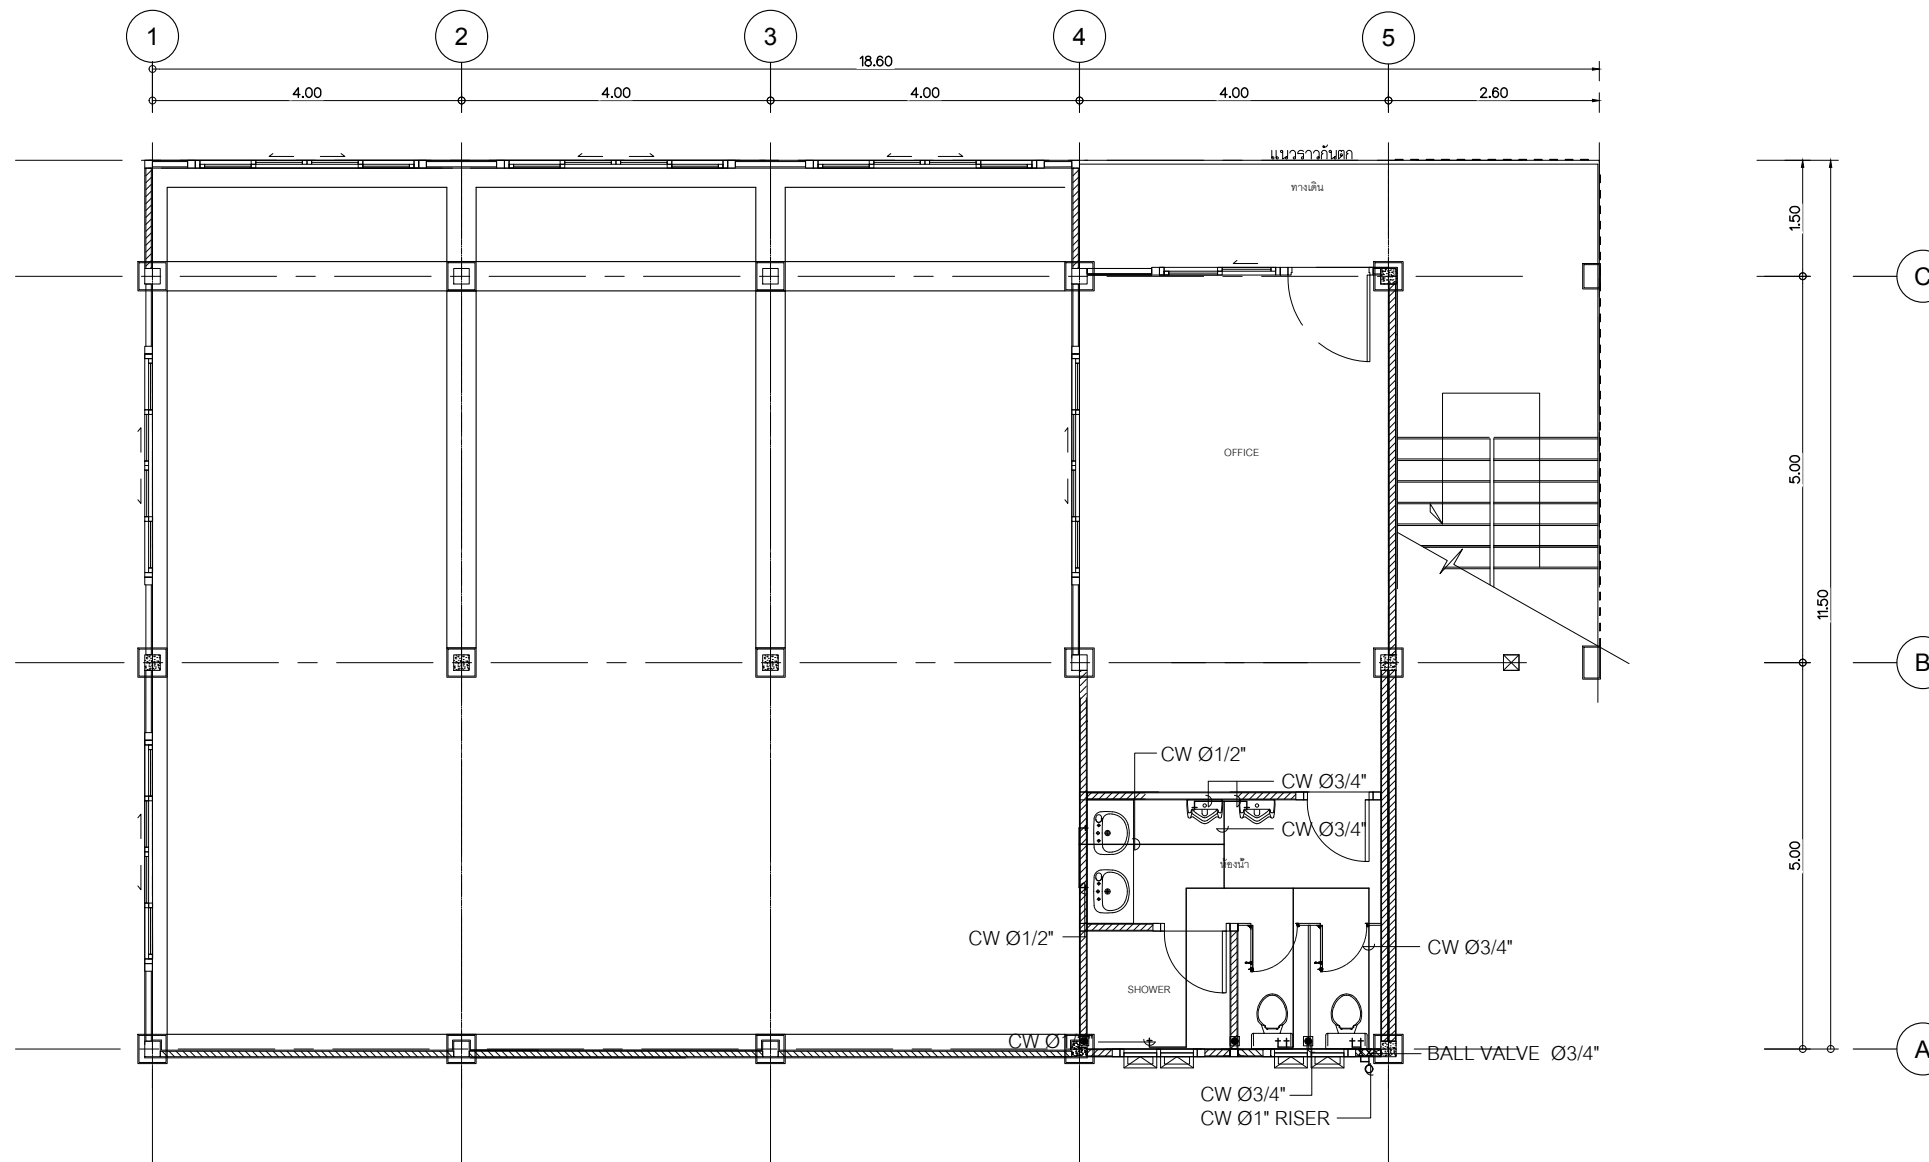 1
2
3
4
5
18.60
4.00
4.00
4.00
4.00
2.60
แนวราวกันตก
ทางเดิน
1.50
C
OFFICE
5.00
11.50
B
CW Ø1/2"
CW Ø3/4"
CW Ø3/4"
ห้องน้ำ
5.00
CW Ø1/2"
CW Ø3/4"
SHOWER
CW Ø1
A
BALL VALVE Ø3/4"
CW Ø3/4"
CW Ø1" RISER